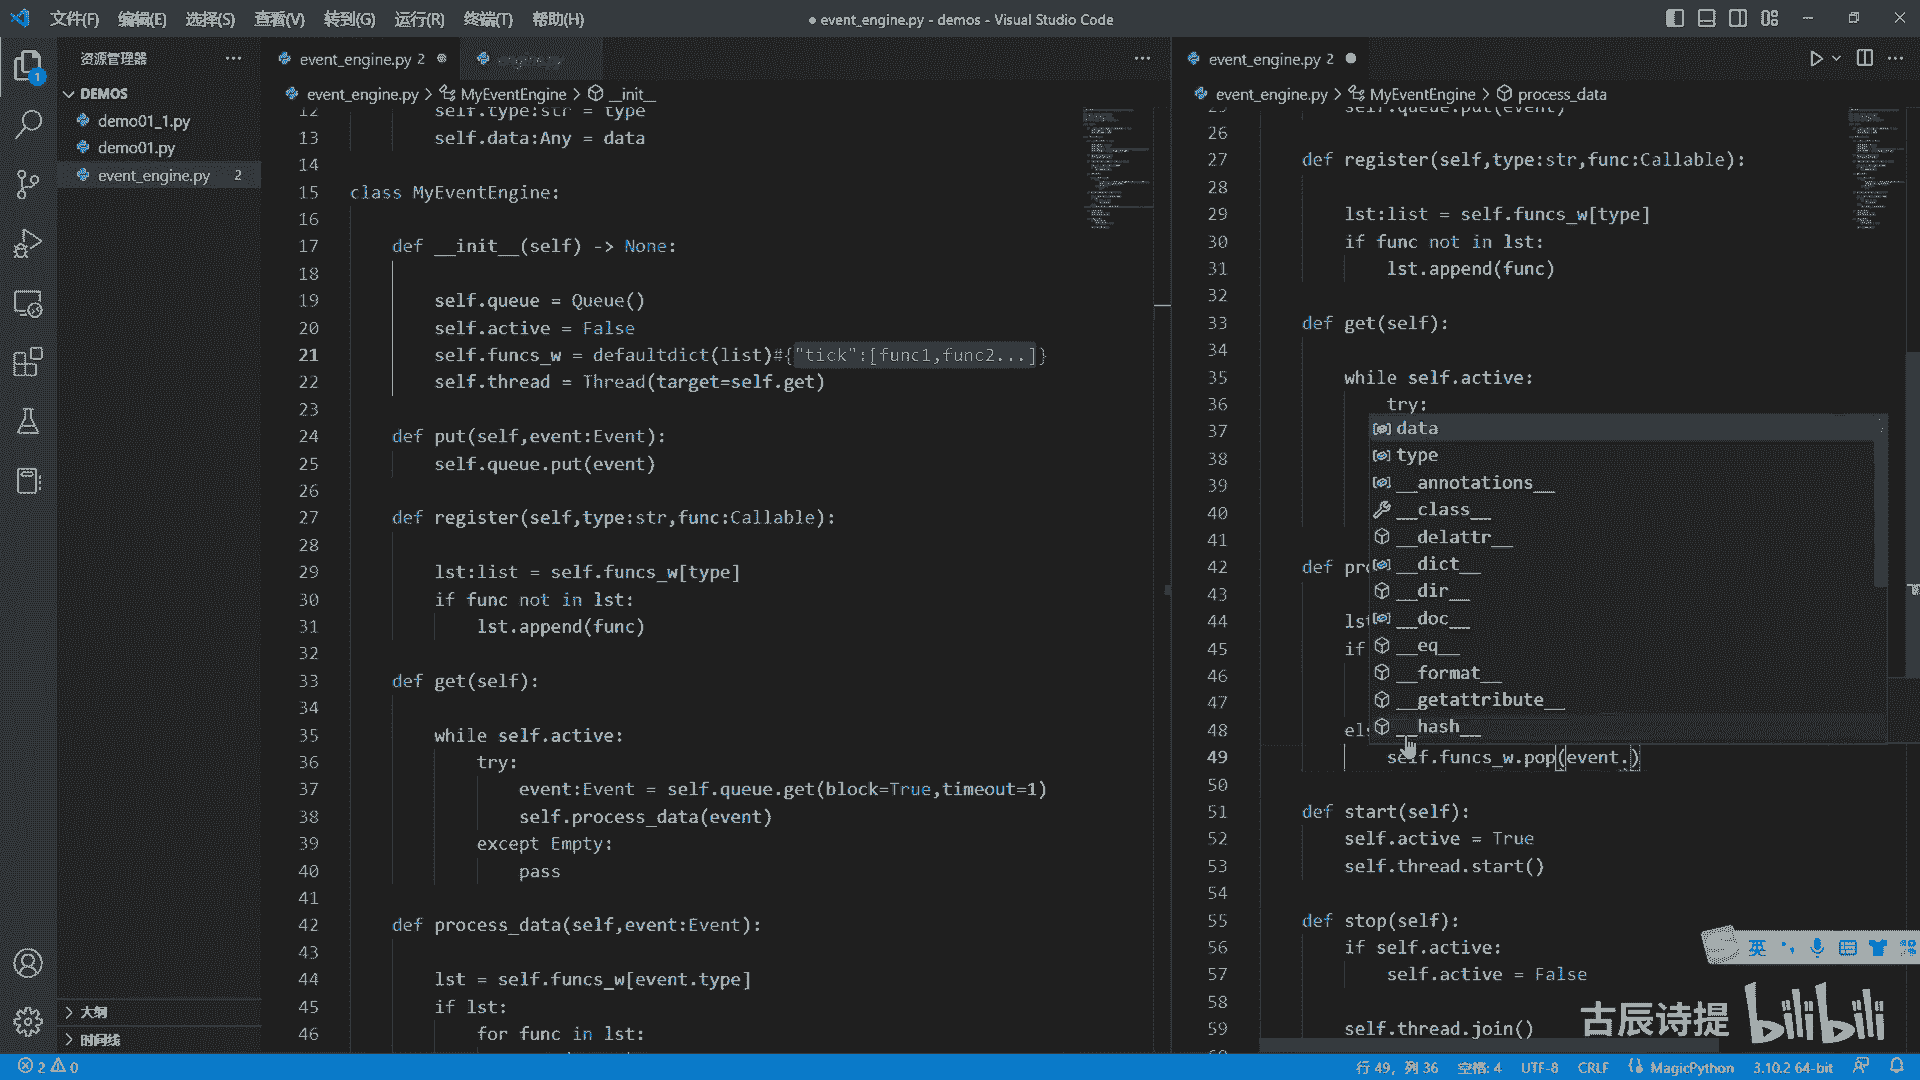 文件(F) 编辑(E) 选择(S) 查看(V) 转到(G) 运行(R) 终端(T) 帮助(H)
● event_engine.py - demos - Visual Studio Code
资源管理器
DEMOS
demo01_1.py
demo01.py
event_engine.py 2
大纲
时间线
event_engine.py 2
event_engine.py > MyEventEngine > __init__
12 self.type:str = type
13 self.data:Any = data
14
15 class MyEventEngine:
16
17 def __init__(self) -> None:
18
19 self.queue = Queue()
20 self.active = False
21 self.funcs_w = defaultdict(list)#{"tick":[func1,func2...]}
22 self.thread = Thread(target=self.get)
23
24 def put(self,event:Event):
25 self.queue.put(event)
26
27 def register(self,type:str,func:Callable):
28
29 lst:list = self.funcs_w[type]
30 if func not in lst:
31 lst.append(func)
32
33 def get(self):
34
35 while self.active:
36 try:
37 event:Event = self.queue.get(block=True,timeout=1)
38 self.process_data(event)
39 except Empty:
40 pass
41
42 def process_data(self,event:Event):
43
44 lst = self.funcs_w[event.type]
45 if lst:
46 for func in lst:
event_engine.py 2
event_engine.py > MyEventEngine > process_data
25 self.queue.put(event)
26
27 def register(self,type:str,func:Callable):
28
29 lst:list = self.funcs_w[type]
30 if func not in lst:
31 lst.append(func)
32
33 def get(self):
34
35 while self.active:
36 try:
37
38
39
40
41
42 def pro
43
44 lst
45 if
46
47
48 els
49 self.funcs_w.pop(event.)
50
51 def start(self):
52 self.active = True
53 self.thread.start()
54
55 def stop(self):
56 if self.active:
57 self.active = False
58
59 self.thread.join()
data
type
__annotations__
__class__
__delattr__
__dict__
__dir__
__doc__
__eq__
__format__
__getattribute__
__hash__
英
古辰诗提 bilibili
2 0
行 49，列 36 空格: 4 UTF-8 CRLF MagicPython 3.10.2 64-bit
1